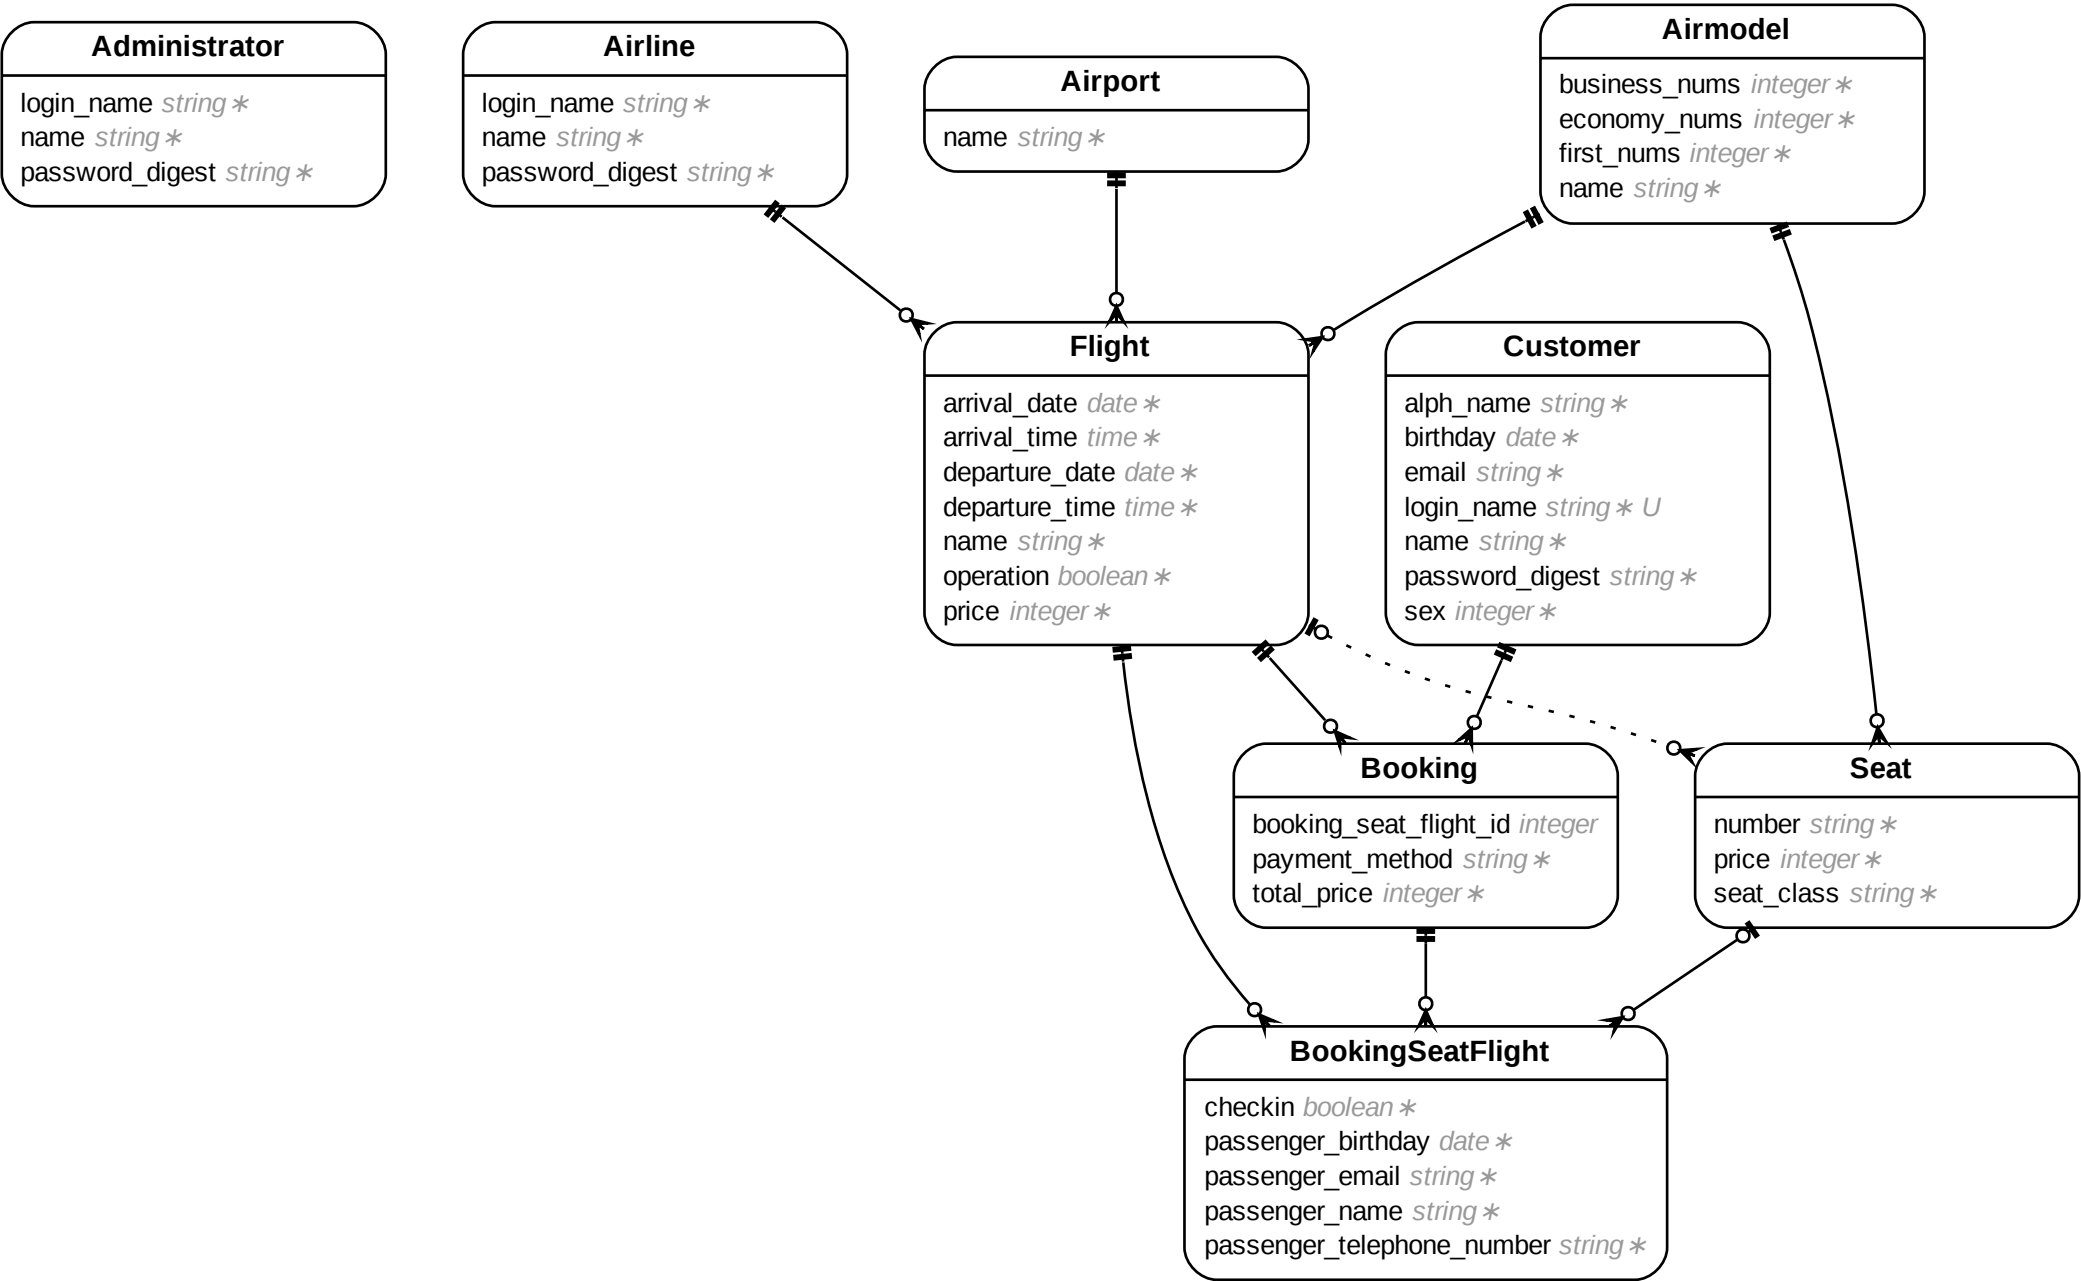 Administrator
login_name string∗
name string∗
password_digest string∗
Airline
login_name string∗
name string∗
password_digest string∗
Airport
name string∗
Airmodel
business_nums integer∗
economy_nums integer∗
first_nums integer∗
name string∗
Flight
arrival_date date∗
arrival_time time∗
departure_date date∗
departure_time time∗
name string∗
operation boolean∗
price integer∗
Customer
alph_name string∗
birthday date∗
email string∗
login_name string∗ U
name string∗
password_digest string∗
sex integer∗
Booking
booking_seat_flight_id integer
payment_method string∗
total_price integer∗
Seat
number string∗
price integer∗
seat_class string∗
BookingSeatFlight
checkin boolean∗
passenger_birthday date∗
passenger_email string∗
passenger_name string∗
passenger_telephone_number string∗